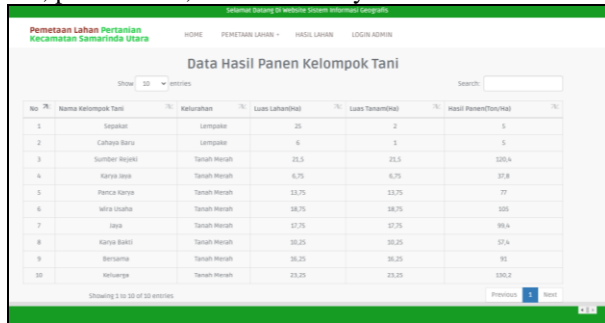 Selamat Datang Di Website Sistem Informasi Geografis
Pemetaan Lahan Pertanian
Kecamatan Samarinda Utara
HOME PEMETAAN LAHAN HASIL LAHAN LOGIN ADMIN
Data Hasil Panen Kelompok Tani
Show 10 entries Search:
No Nama Kelompok Tani Kelurahan Luas Lahan(Ha) Luas Tanam(Ha) Hasil Panen(Ton/Ha)
1 Sepakat Lempake 25 2 5
2 Cahaya Baru Lempake 6 1 5
3 Sumber Rejeki Tanah Merah 21,5 21,5 120,4
4 Karya Jaya Tanah Merah 6,75 6,75 37,8
5 Panca Karya Tanah Merah 13,75 13,75 77
6 Wira Usaha Tanah Merah 18,75 18,75 105
7 Jaya Tanah Merah 17,75 17,75 99,4
8 Karya Bakti Tanah Merah 10,25 10,25 57,4
9 Bersama Tanah Merah 16,25 16,25 91
10 Keluarga Tanah Merah 23,25 23,25 130,2
Showing 1 to 10 of 10 entries Previous 1 Next